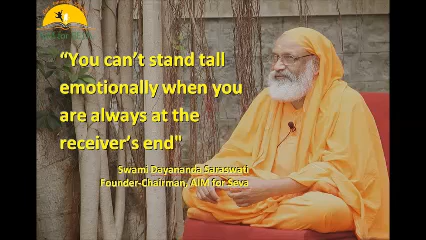 “You can’t stand tall
emotionally when you
are always at the
receiver’s end"
Swami Dayananda Saraswati
Founder-Chairman, AIM for Seva